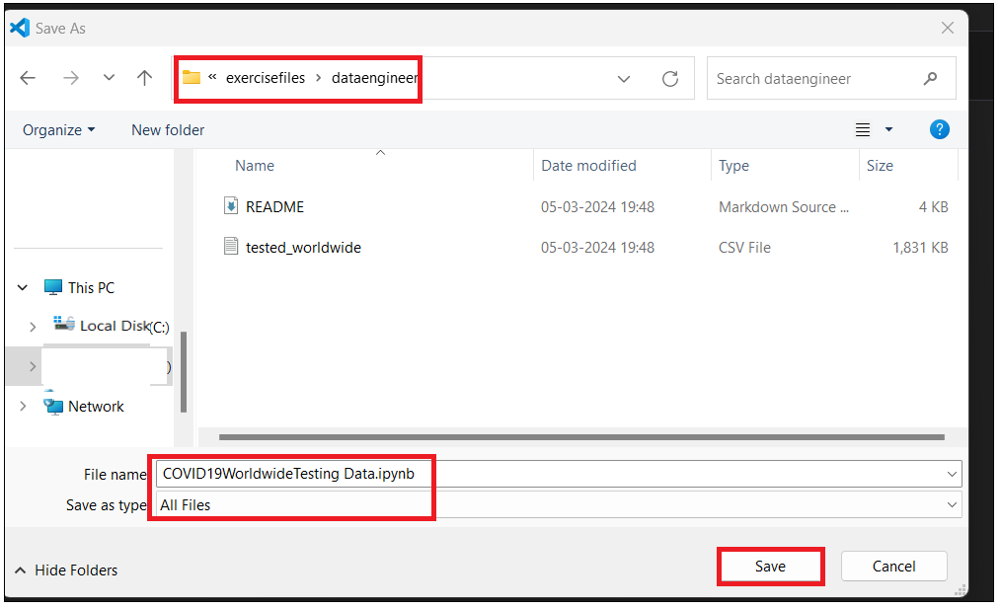 Save As
« exercisefiles > dataengineer
Search dataengineer
Organize
New folder
?
Name Date modified Type Size
README 05-03-2024 19:48 Markdown Source ... 4 KB
tested_worldwide 05-03-2024 19:48 CSV File 1,831 KB
This PC
Local Disk(C:)
)
Network
File name COVID19WorldwideTesting Data.ipynb
Save as type All Files
Hide Folders
Save
Cancel